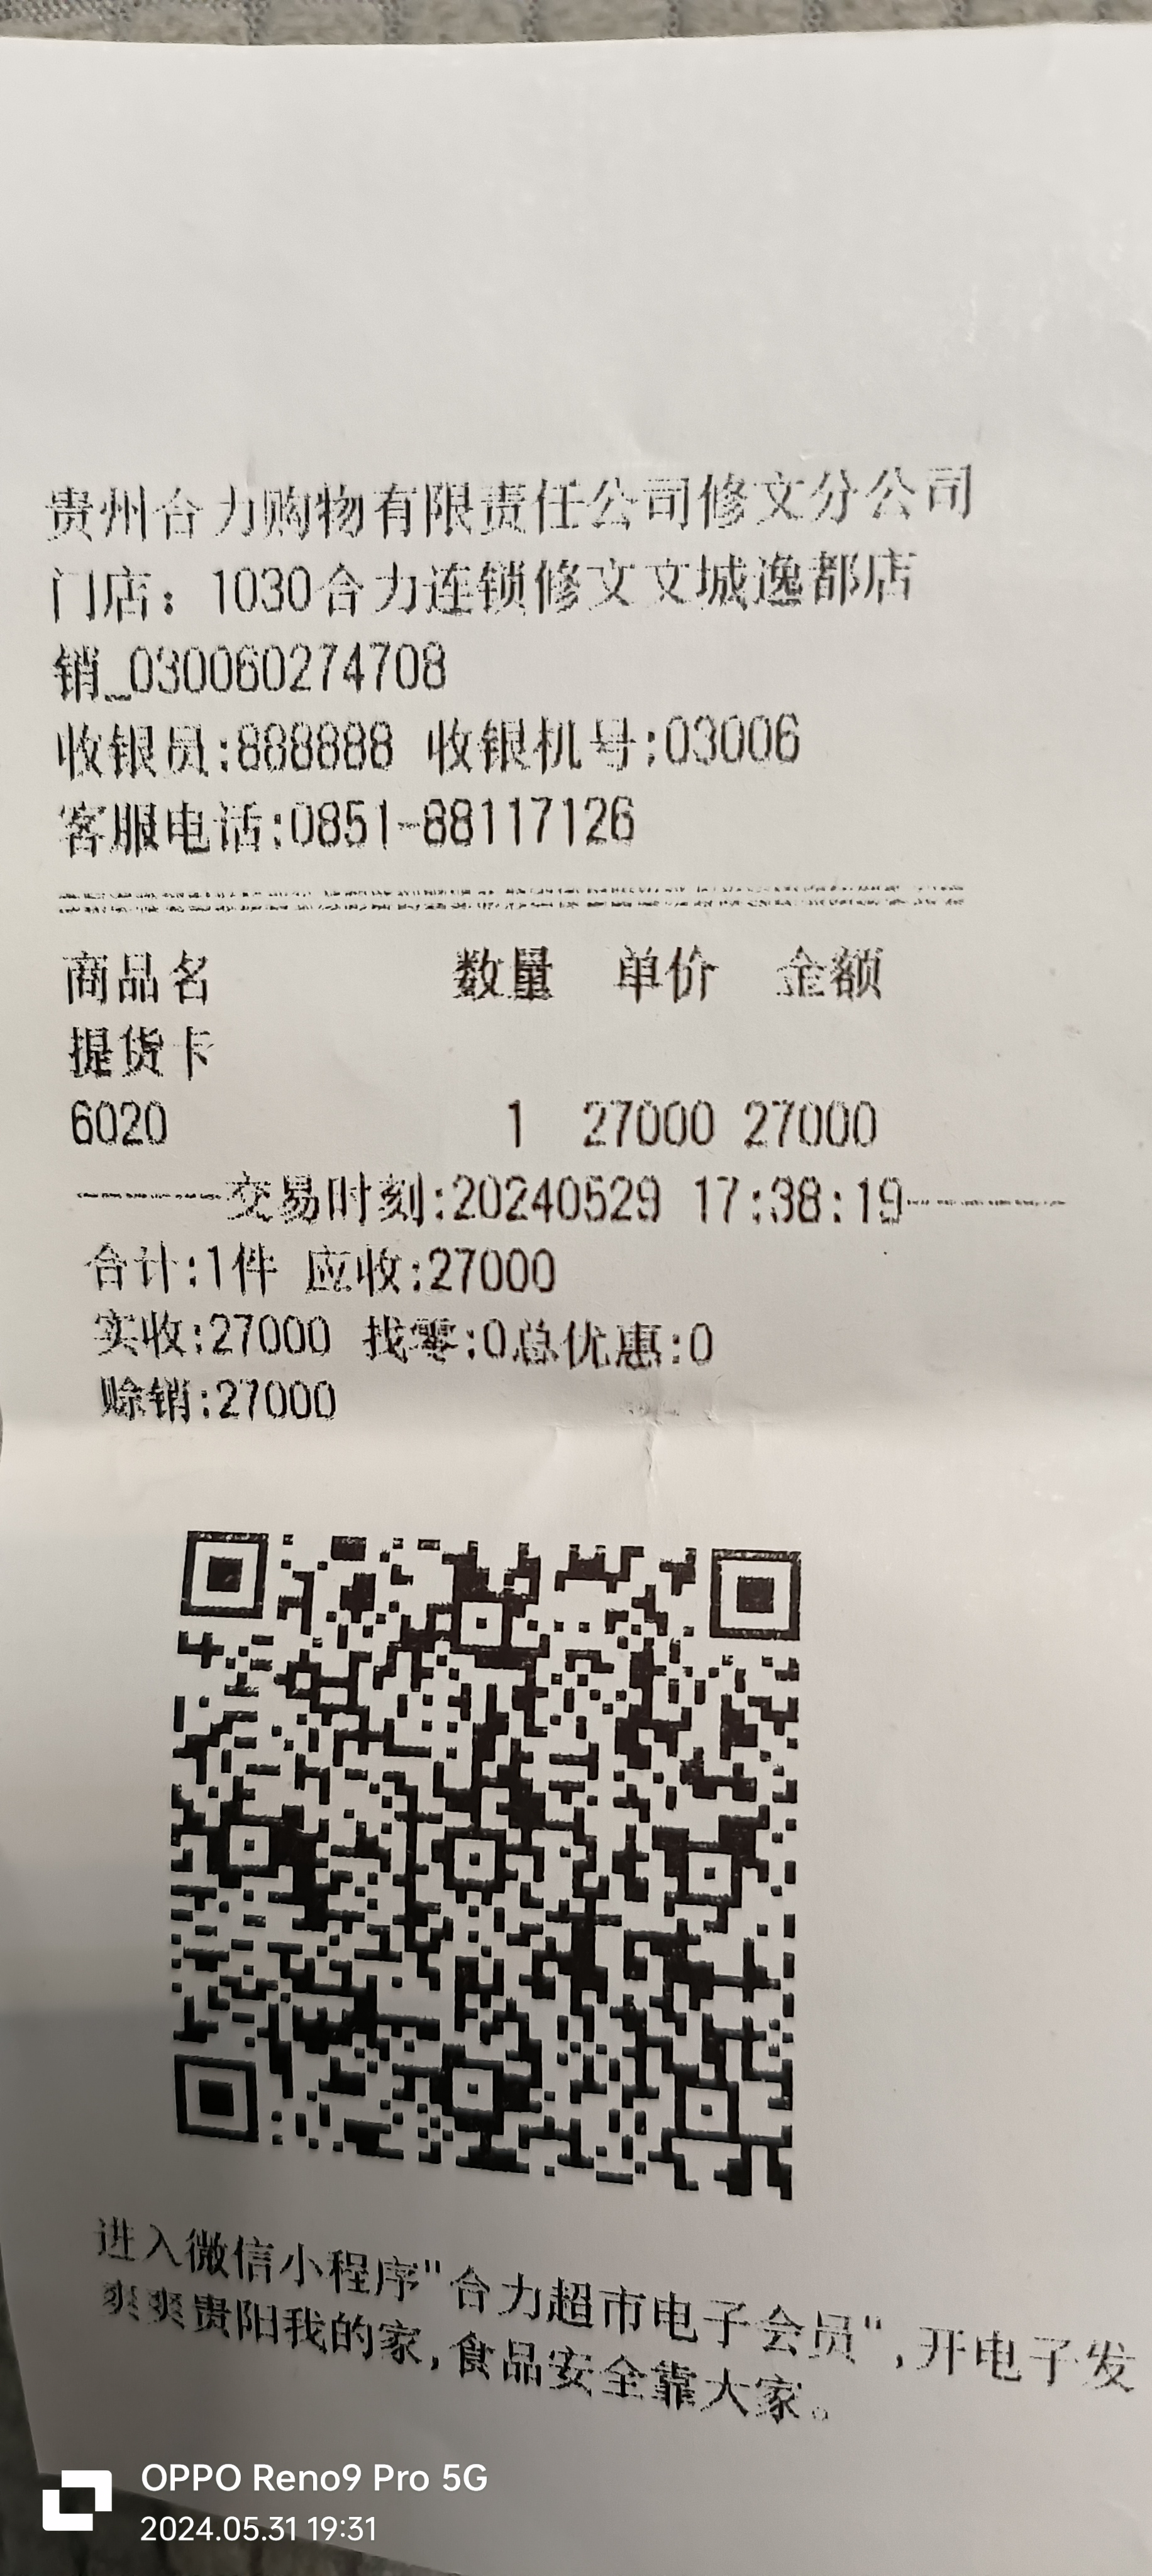 贵州合力购物有限责任公司修文分公司
门店：1030合力连锁修文文城逸都店
销_030060274708
收银员:888888 收银机号:03006
客服电话:0851-88117126
商品名 数量 单价 金额
提货卡
6020 1 27000 27000
交易时刻:20240529 17:38:19
合计:1件 应收:27000
实收:27000 找零:0总优惠:0
赊销:27000
进入微信小程序"合力超市电子会员",开电子发
爽爽贵阳我的家,食品安全靠大家。
OPPO Reno9 Pro 5G
2024.05.31 19:31